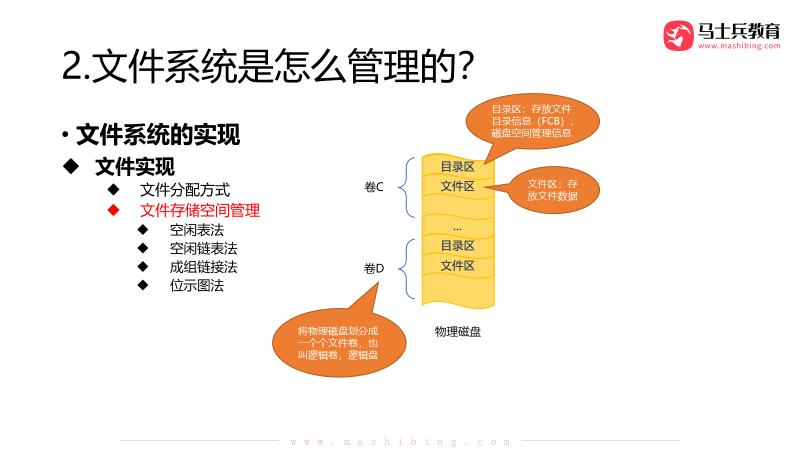 马士兵教育
www.mashibing.com
2.文件系统是怎么管理的?
• 文件系统的实现
◆ 文件实现
◆ 文件分配方式
◆ 文件存储空间管理
◆ 空闲表法
◆ 空闲链表法
◆ 成组链接法
◆ 位示图法
目录区：存放文件
目录信息（FCB）、
磁盘空间管理信息
目录区
卷C
文件区
文件区：存
放文件数据
...
目录区
卷D
文件区
将物理磁盘划分成
一个个文件卷，也
叫逻辑卷，逻辑盘
物理磁盘
www.mashibing.com